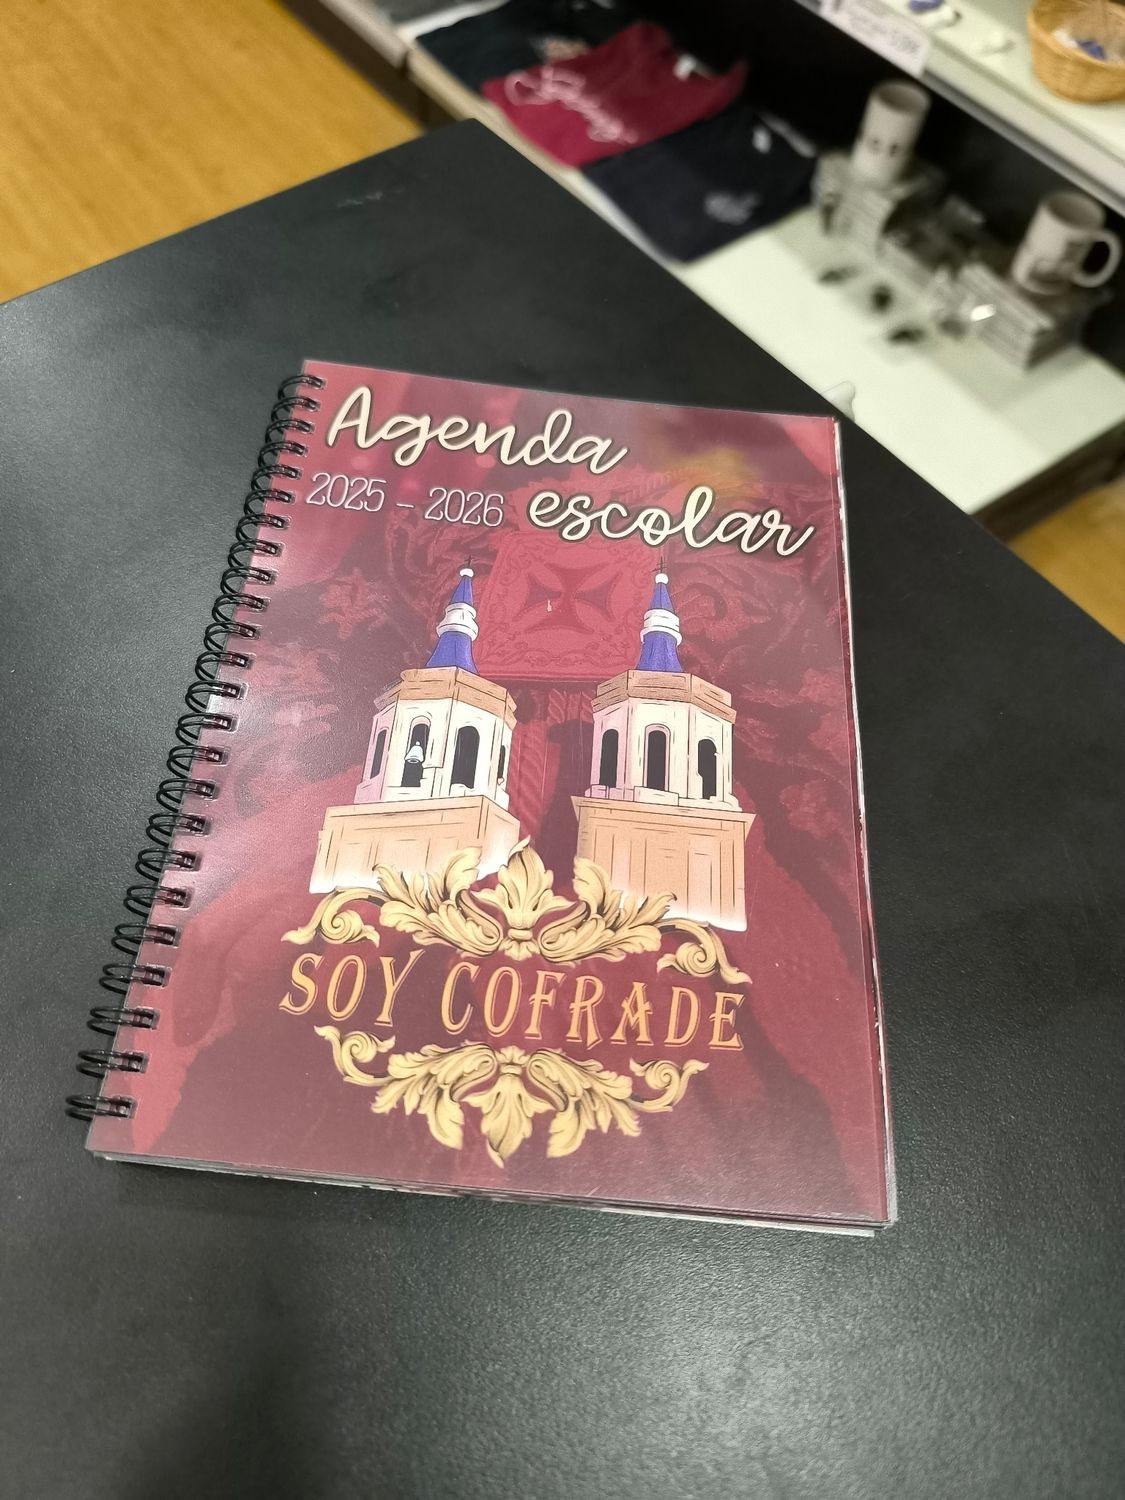 Agenda
2025 – 2026 escolar
SOY COFRADE